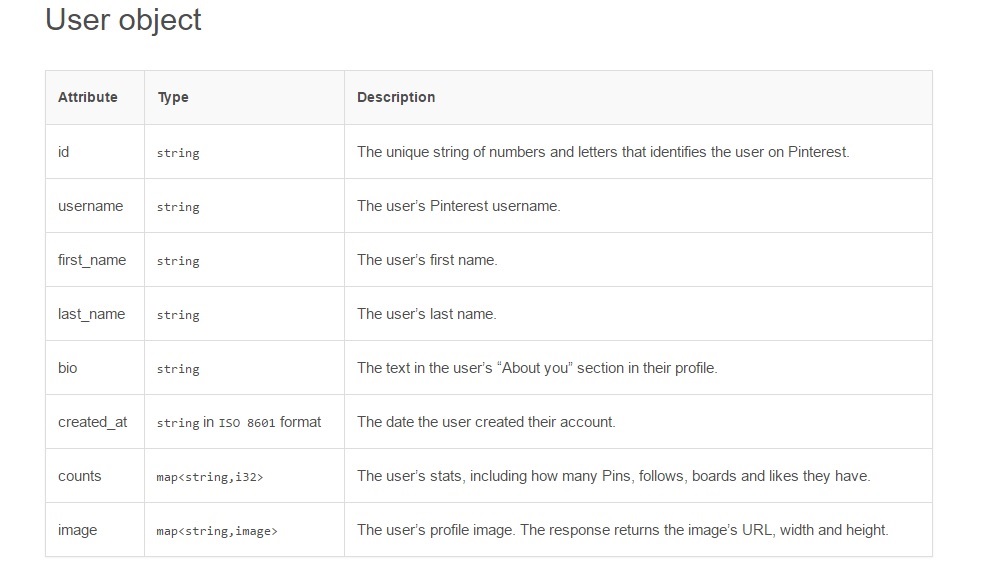 User object
Attribute Type Description
id string The unique string of numbers and letters that identifies the user on Pinterest.
username string The user’s Pinterest username.
first_name string The user’s first name.
last_name string The user’s last name.
bio string The text in the user’s “About you” section in their profile.
created_at string in ISO 8601 format The date the user created their account.
counts map<string,i32> The user’s stats, including how many Pins, follows, boards and likes they have.
image map<string,image> The user’s profile image. The response returns the image’s URL, width and height.